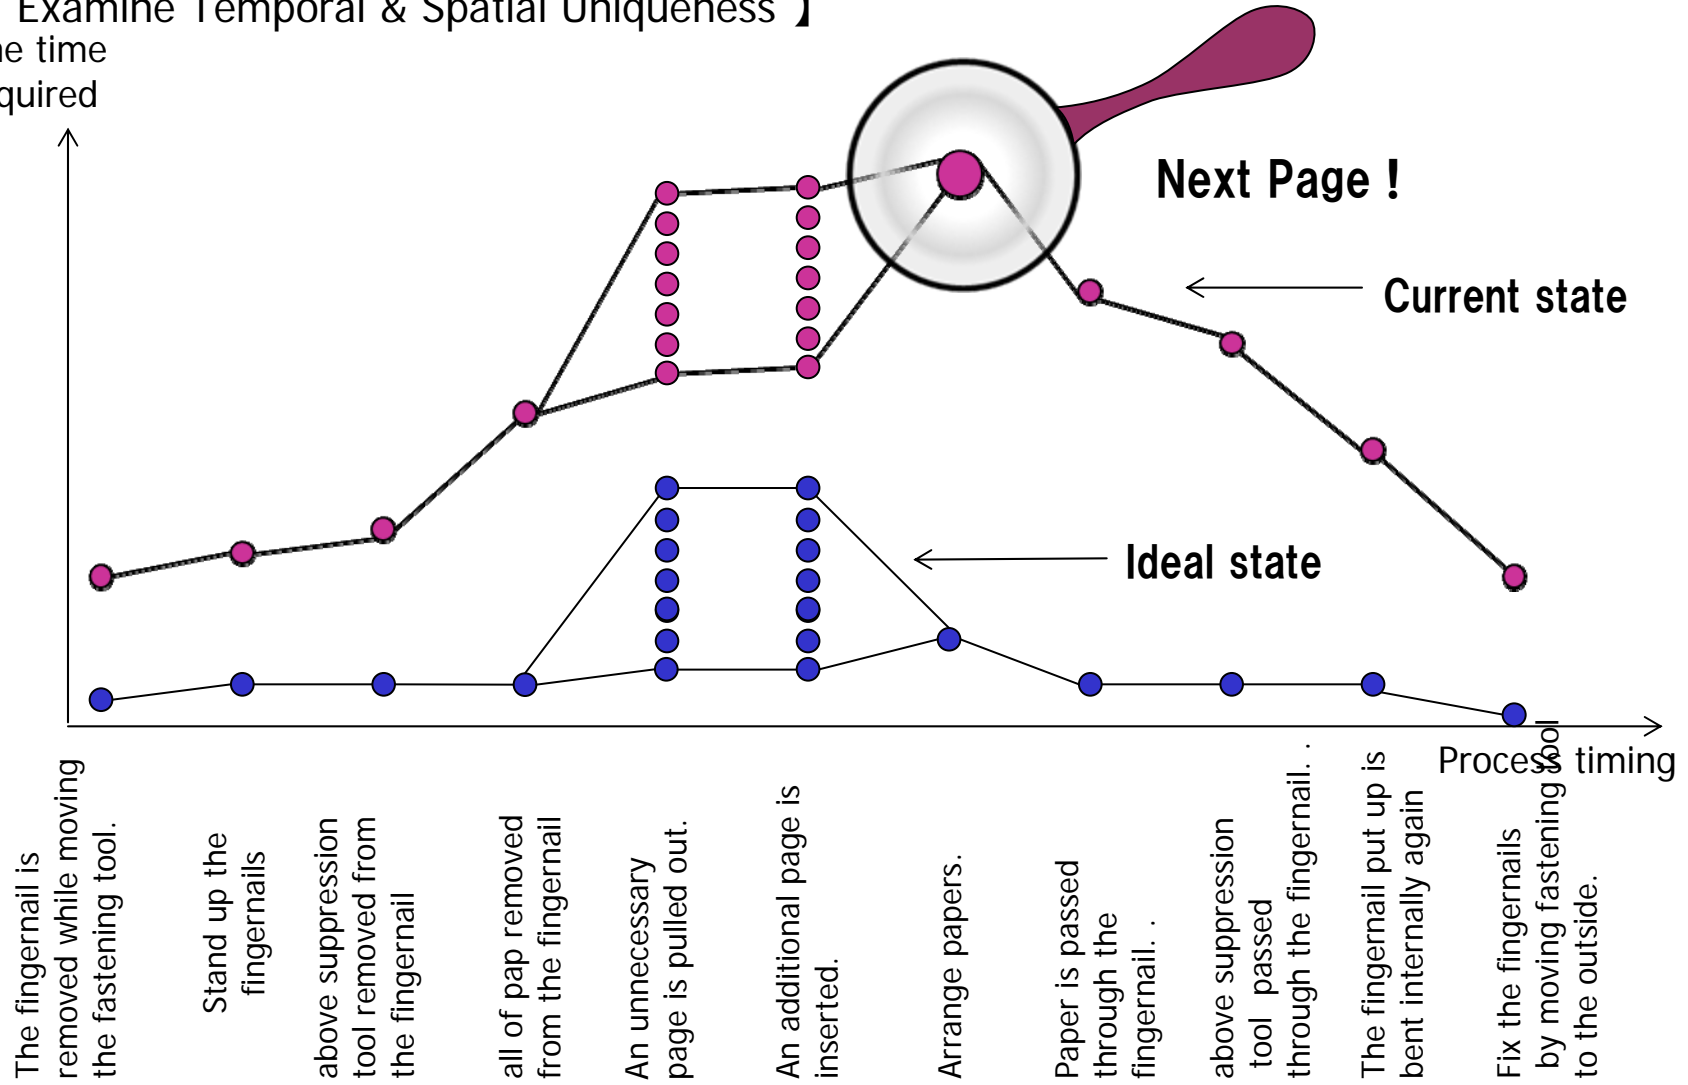 Examine Temporal & Spatial Uniqueness 】
time
Next Page !
Current state
Ideal state
Process timing
The fingernail is
removed while moving
the fastening tool.
Stand up the
fingernails
above suppression
tool removed from
the fingernail
all of pap removed
from the fingernail
An unnecessary
page is pulled out.
An additional page is
inserted.
Arrange papers.
Paper is passed
through the
fingernail. .
above suppression
tool passed
through the fingernail. .
The fingernail put up is
bent internally again
Fix the fingernails
by moving fastening tool
to the outside.